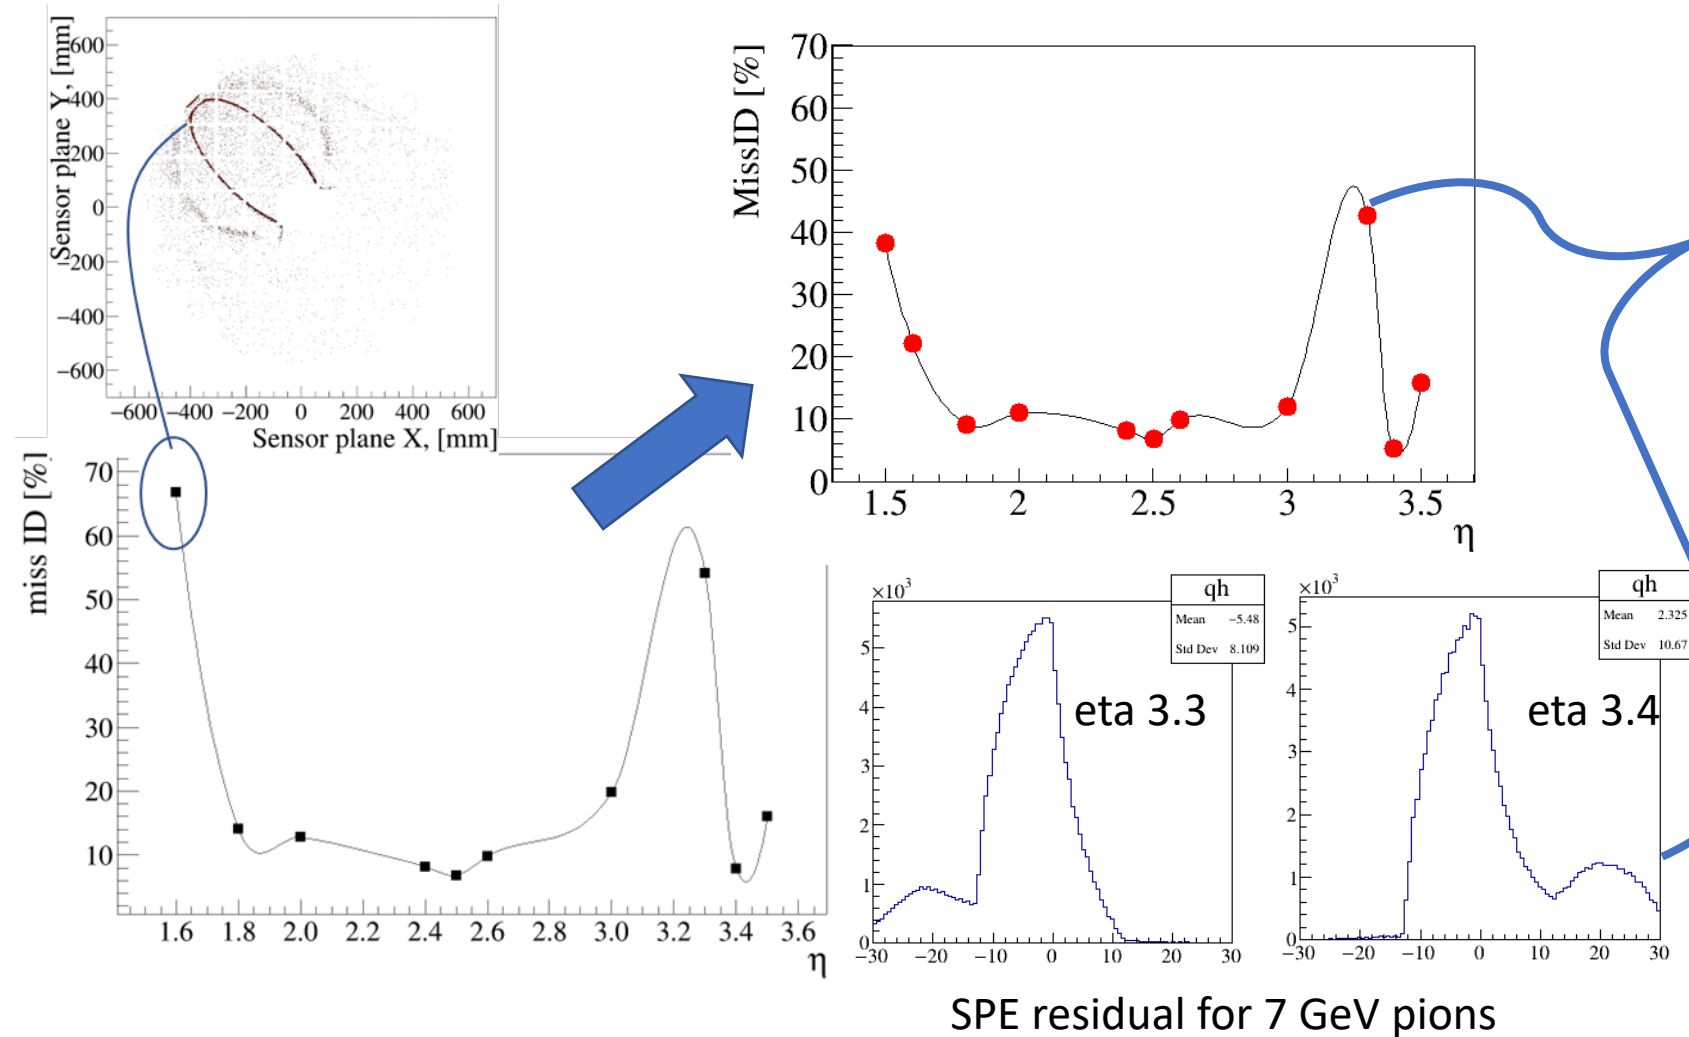 Sensor plane Y, [mm]
600
400
200
0
−200
−400
−600
−600 −400 −200 0 200 400 600
Sensor plane X, [mm]
MissID [%]
70
60
50
40
30
20
10
0
1.5 2 2.5 3 3.5
η
miss ID [%]
70
60
50
40
30
20
10
1.6 1.8 2.0 2.2 2.4 2.6 2.8 3.0 3.2 3.4 3.6
η
×10³
qh
Mean −5.48
Std Dev 8.109
eta 3.3
5
4
3
2
1
0
−30 −20 −10 0 10 20 30
×10³
qh
Mean 2.325
Std Dev 10.67
eta 3.4
5
4
3
2
1
0
−30 −20 −10 0 10 20 30
SPE residual for 7 GeV pions